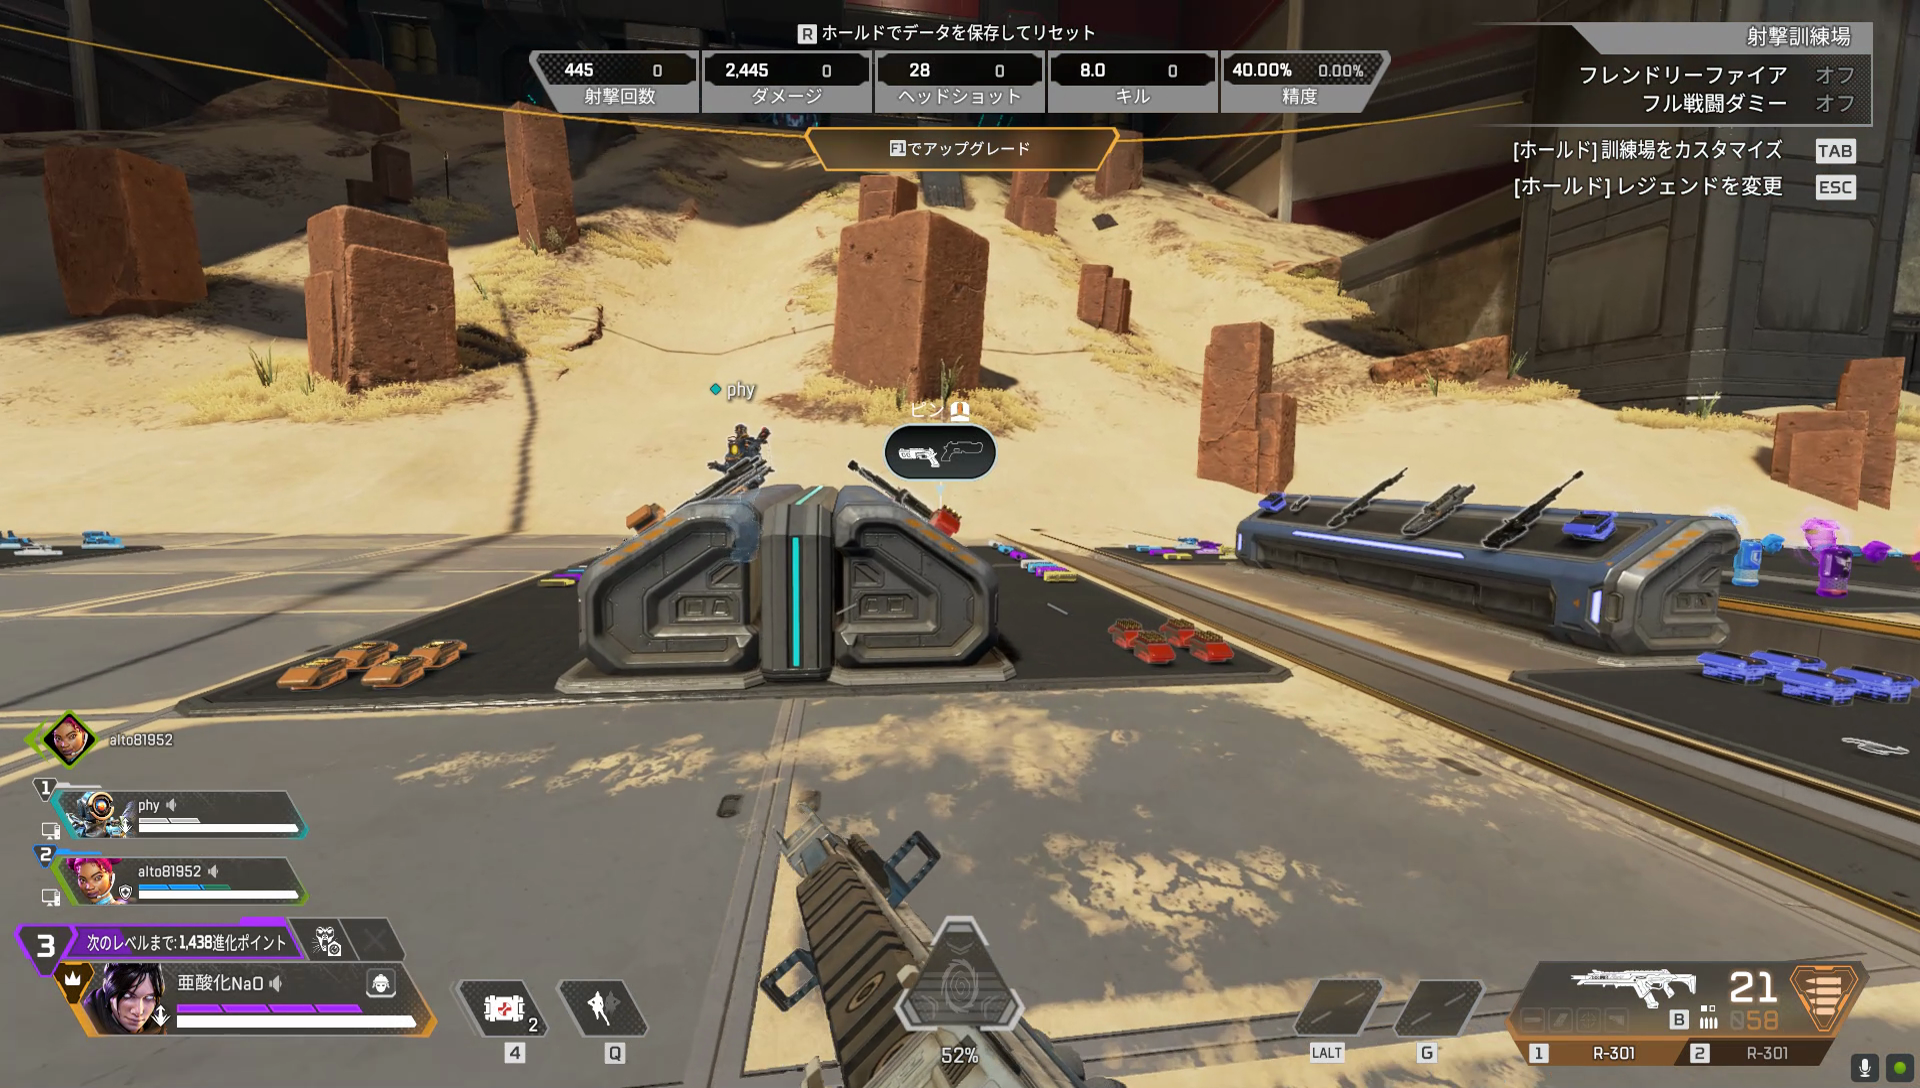 R ホールドでデータを保存してリセット
445 0
射撃回数
2,445 0
ダメージ
28 0
ヘッドショット
8.0 0
キル
40.00% 0.00%
精度
F1でアップグレード
射撃訓練場
フレンドリーファイア オフ
フル戦闘ダミー オフ
[ホールド]訓練場をカスタマイズ TAB
[ホールド]レジェンドを変更 ESC
phy
ピン
alto81952
1
phy
2
alto81952
3
次のレベルまで:1,438進化ポイント
亜酸化NaO
2
4
Q
52%
LALT
G
21
B
058
1 R-301
2 R-301